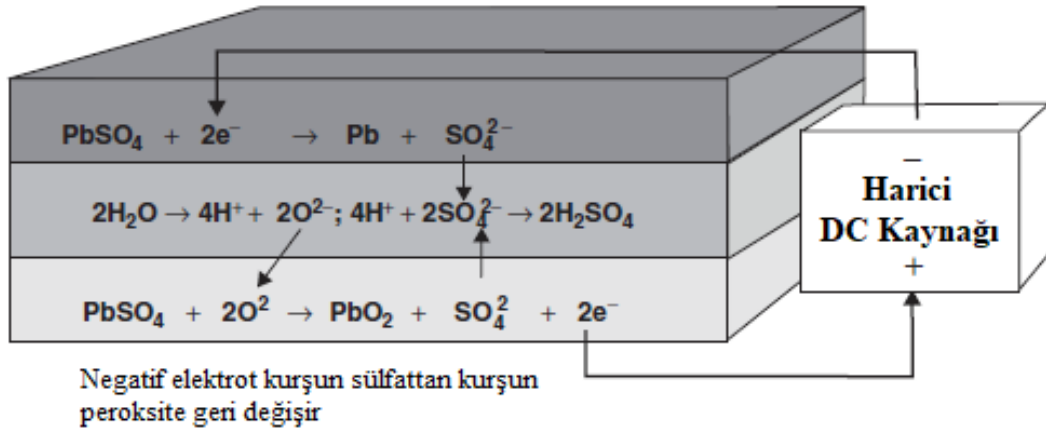 PbSO₄ + 2e⁻ → Pb + SO₄²⁻
2H₂O → 4H⁺ + 2O²⁻; 4H⁺ + 2SO₄²⁻ → 2H₂SO₄
PbSO₄ + 2O² → PbO₂ + SO₄² + 2e⁻
–
Harici
DC Kaynağı
+
Negatif elektrot kurşun sülfattan kurşun
peroksite geri değişir